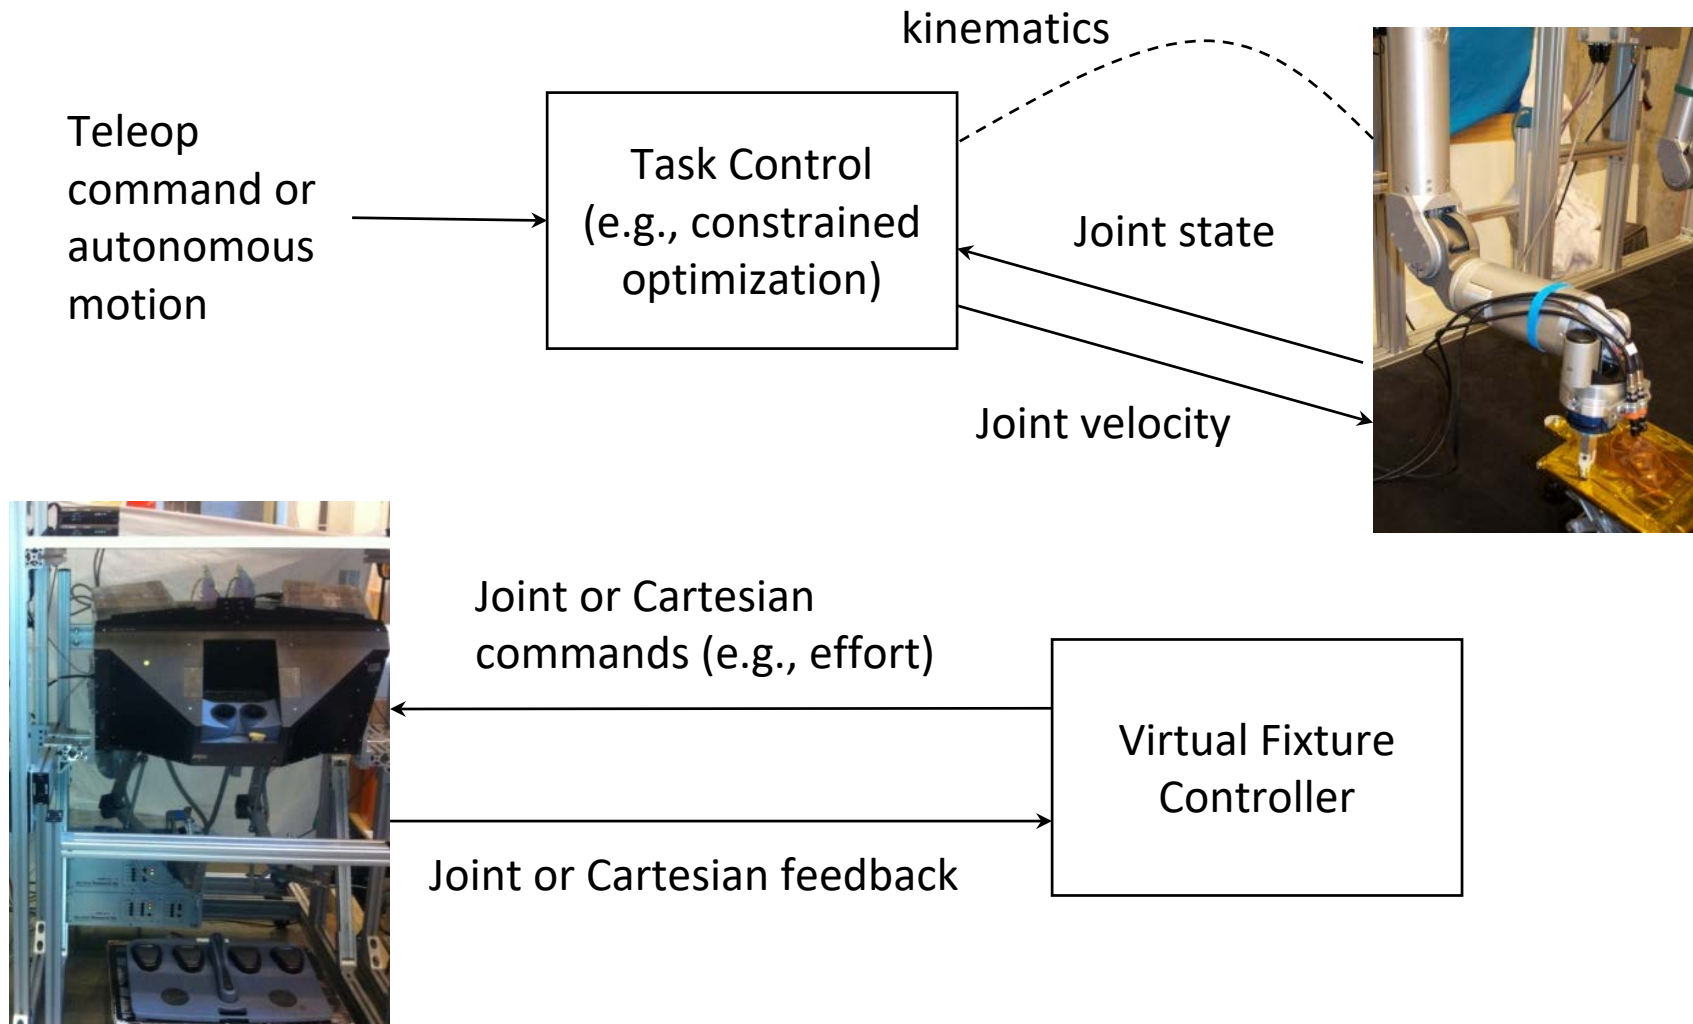 kinematics
Teleop
command or
autonomous
motion
Task Control
(e.g., constrained
optimization)
Joint state
Joint velocity
Joint or Cartesian
commands (e.g., effort)
Virtual Fixture
Controller
Joint or Cartesian feedback